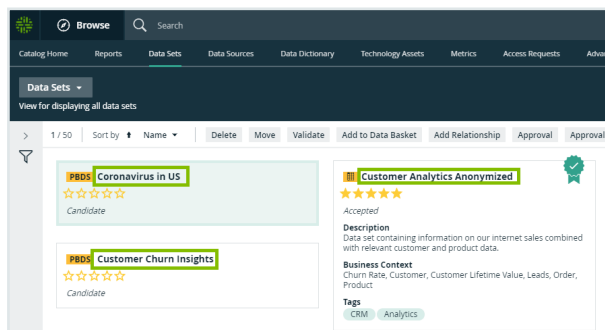 Browse
Search
Catalog Home Reports Data Sets Data Sources Data Dictionary Technology Assets Metrics Access Requests
Data Sets
View for displaying all data sets
1 / 50 Sort by Name Delete Move Validate Add to Data Basket Add Relationship Approval Approval
PBDS Coronavirus in US
Candidate
PBDS Customer Churn Insights
Candidate
Customer Analytics Anonymized
Accepted
Description
Data set containing information on our internet sales combined
with relevant customer and product data.
Business Context
Churn Rate, Customer, Customer Lifetime Value, Leads, Order,
Product
Tags
CRM Analytics